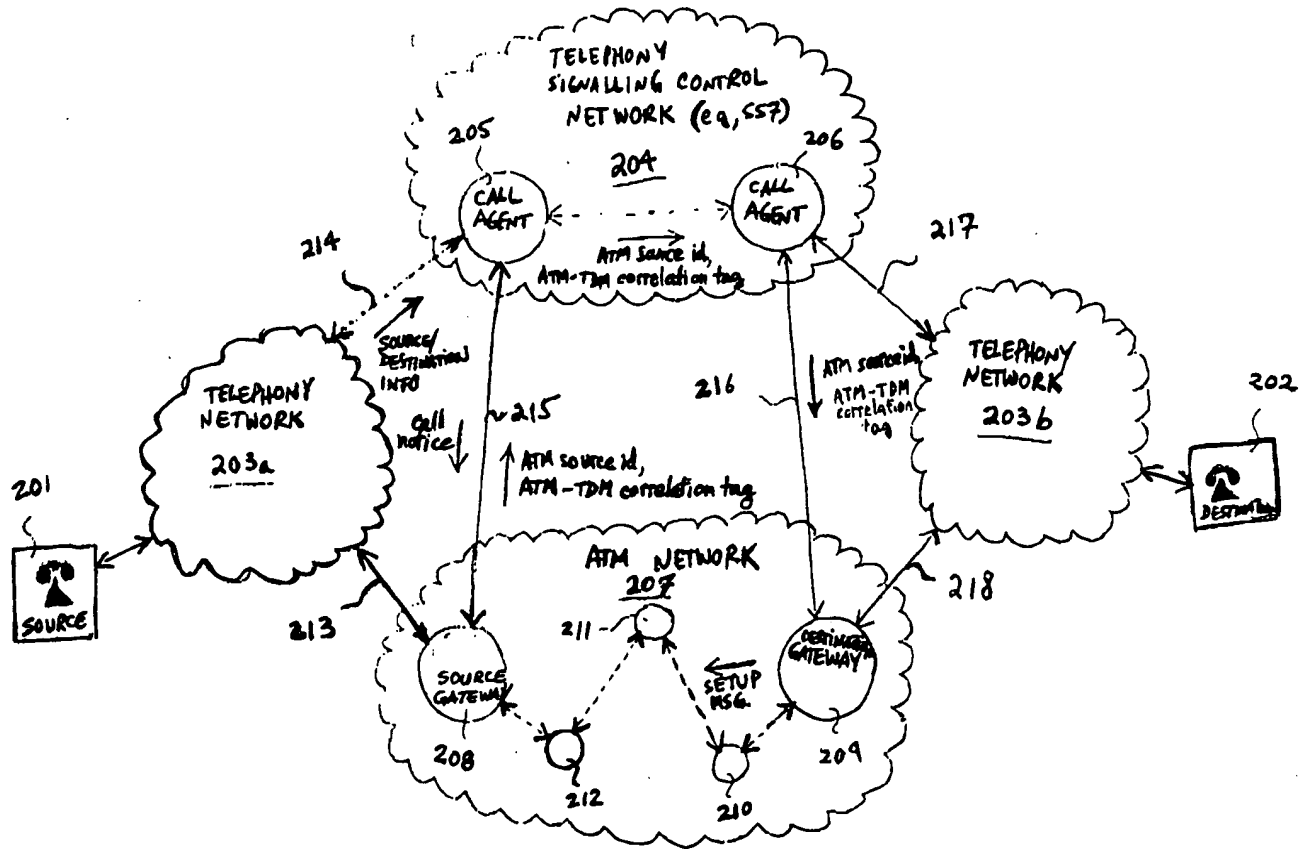 TELEPHONY
SIGNALLING CONTROL
NETWORK (eg, SS7)
204
205
206
CALL
AGENT
CALL
AGENT
ATM source id,
ATM-TDM correlation tag
214
217
SOURCE/
DESTINATION
INFO
Call
notice
215
ATM source id,
ATM-TDM correlation tag
216
ATM source id,
ATM-TDM
correlation
tag
TELEPHONY
NETWORK
203a
TELEPHONY
NETWORK
203b
201
SOURCE
202
DESTINATION
213
218
ATM NETWORK
207
211
SOURCE
GATEWAY
208
212
SETUP
MSG.
210
DESTINATION
GATEWAY
209